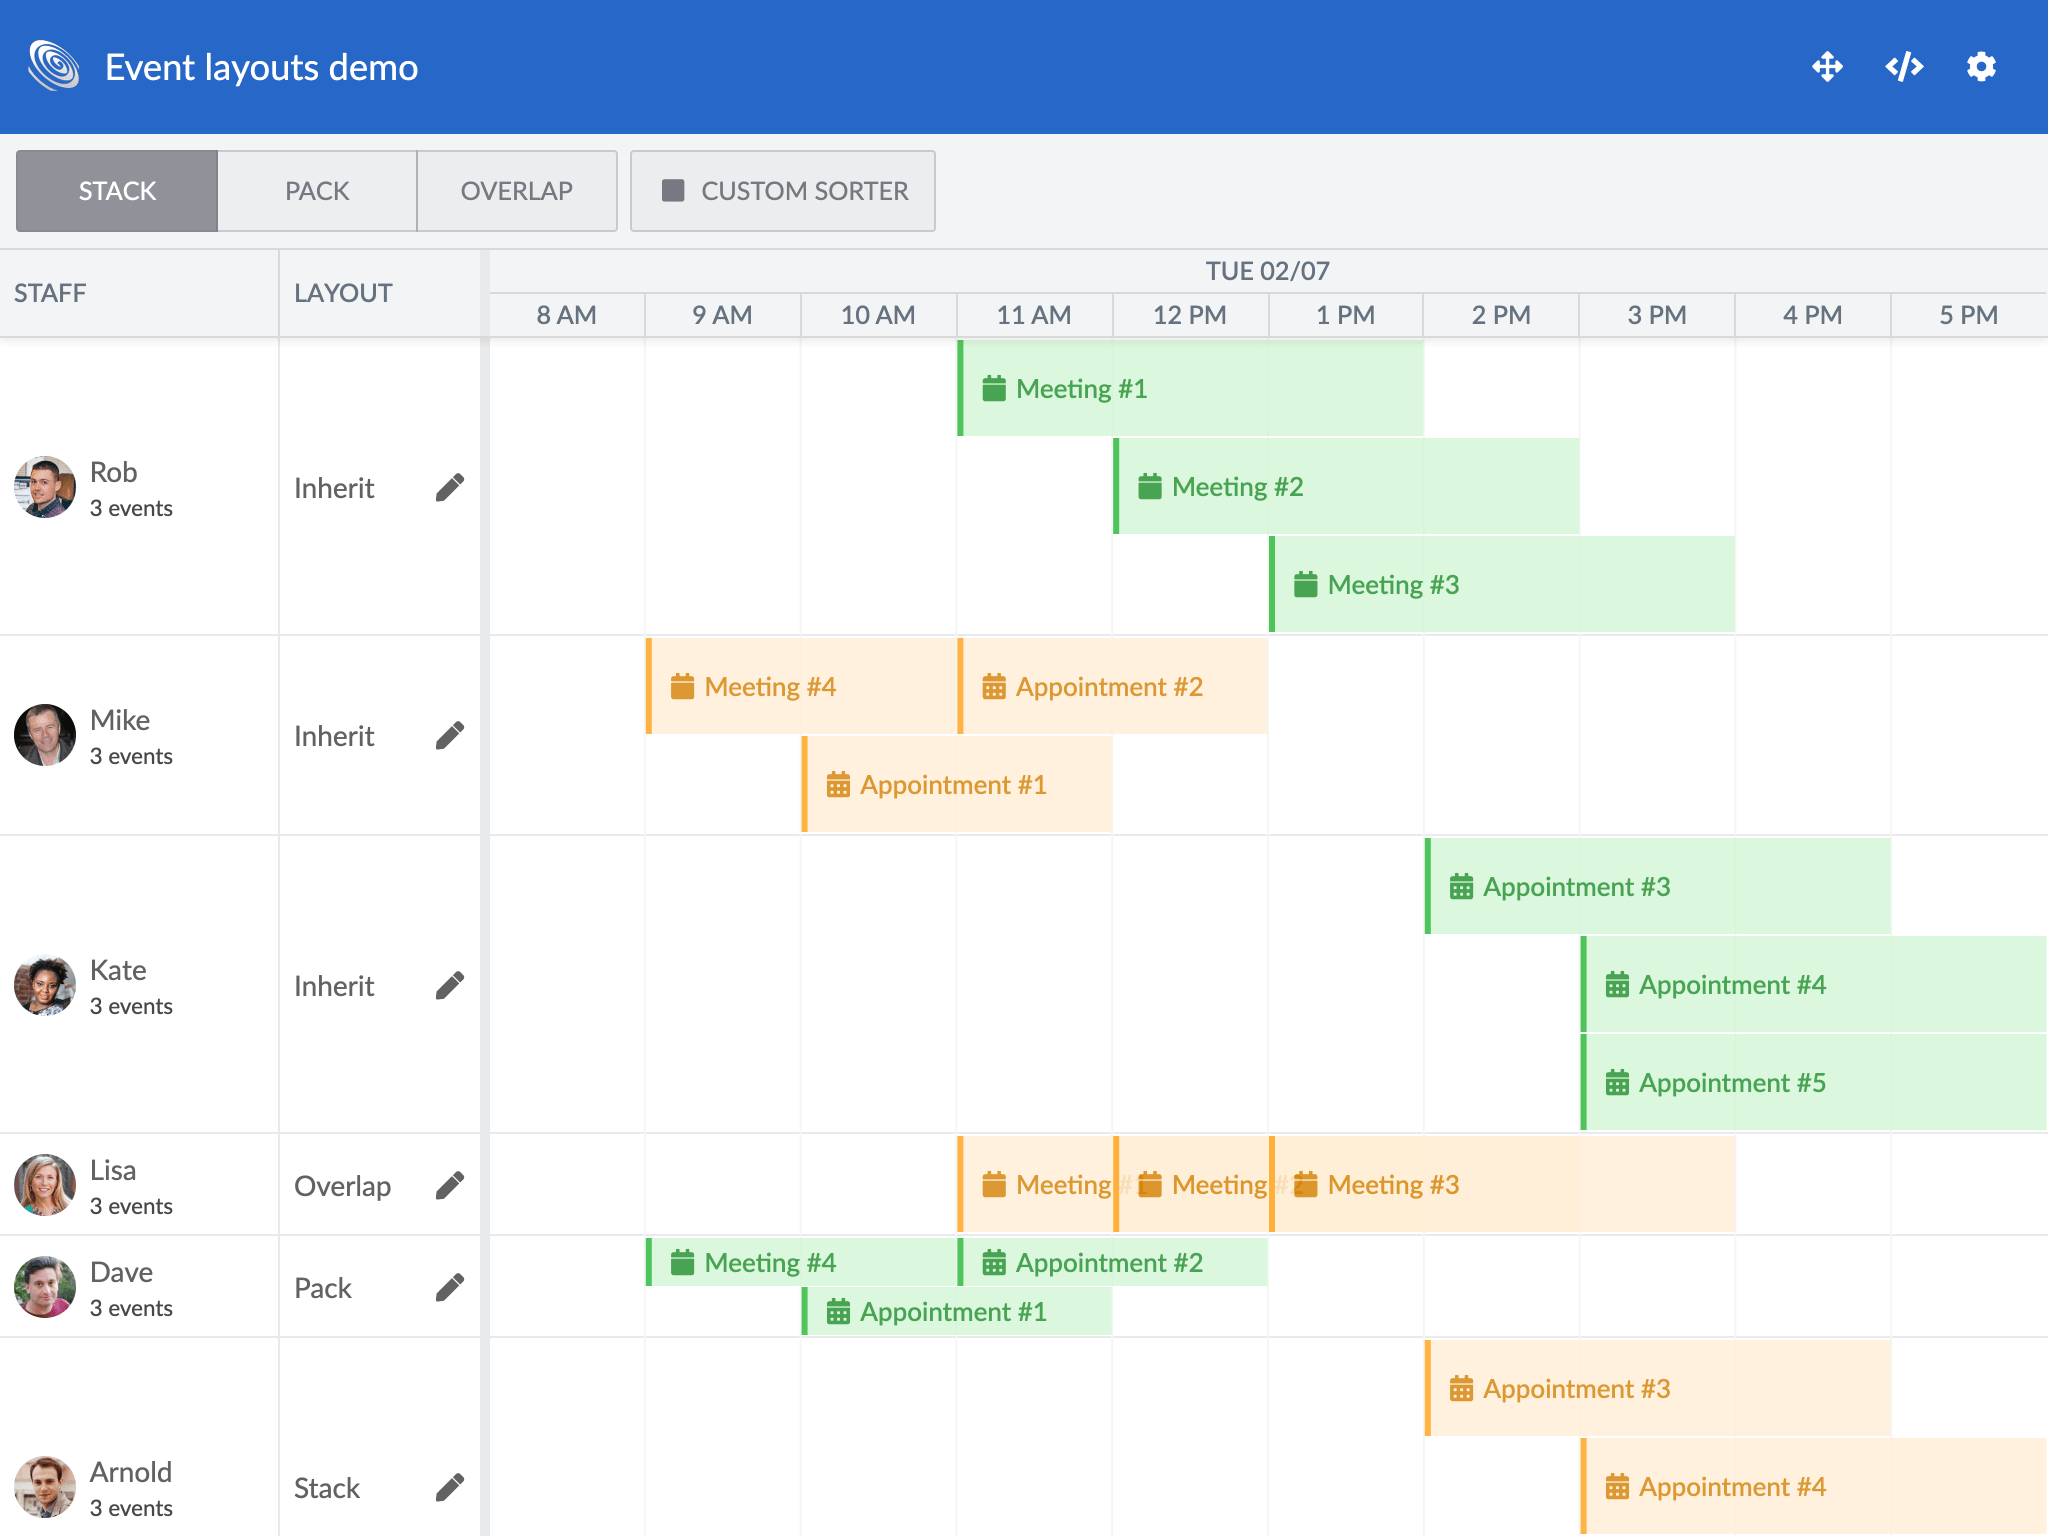 Event layouts demo
STACK PACK OVERLAP CUSTOM SORTER
STAFF LAYOUT TUE 02/07
8 AM 9 AM 10 AM 11 AM 12 PM 1 PM 2 PM 3 PM 4 PM 5 PM
Meeting #1
Rob
3 events
Inherit
Meeting #2
Meeting #3
Meeting #4 Appointment #2
Mike
3 events
Inherit
Appointment #1
Appointment #3
Kate
3 events
Inherit
Appointment #4
Appointment #5
Lisa
3 events
Overlap
Meeting #1 Meeting #2 Meeting #3
Meeting #4 Appointment #2
Dave
3 events
Pack
Appointment #1
Appointment #3
Arnold
3 events
Stack
Appointment #4